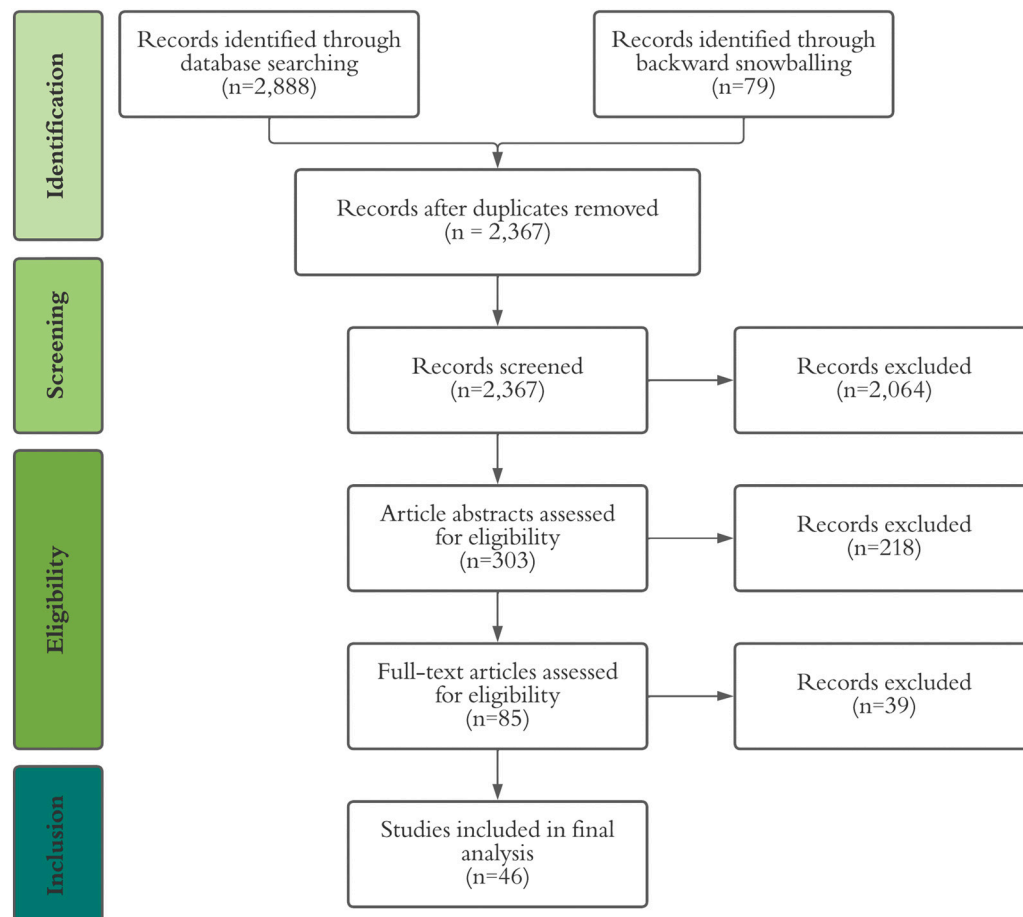 Identification
Records identified through
database searching
(n=2,888)
Records identified through
backward snowballing
(n=79)
Records after duplicates removed
(n = 2,367)
Screening
Records screened
(n=2,367)
Records excluded
(n=2,064)
Eligibility
Article abstracts assessed
for eligibility
(n=303)
Records excluded
(n=218)
Full-text articles assessed
for eligibility
(n=85)
Records excluded
(n=39)
Inclusion
Studies included in final
analysis
(n=46)